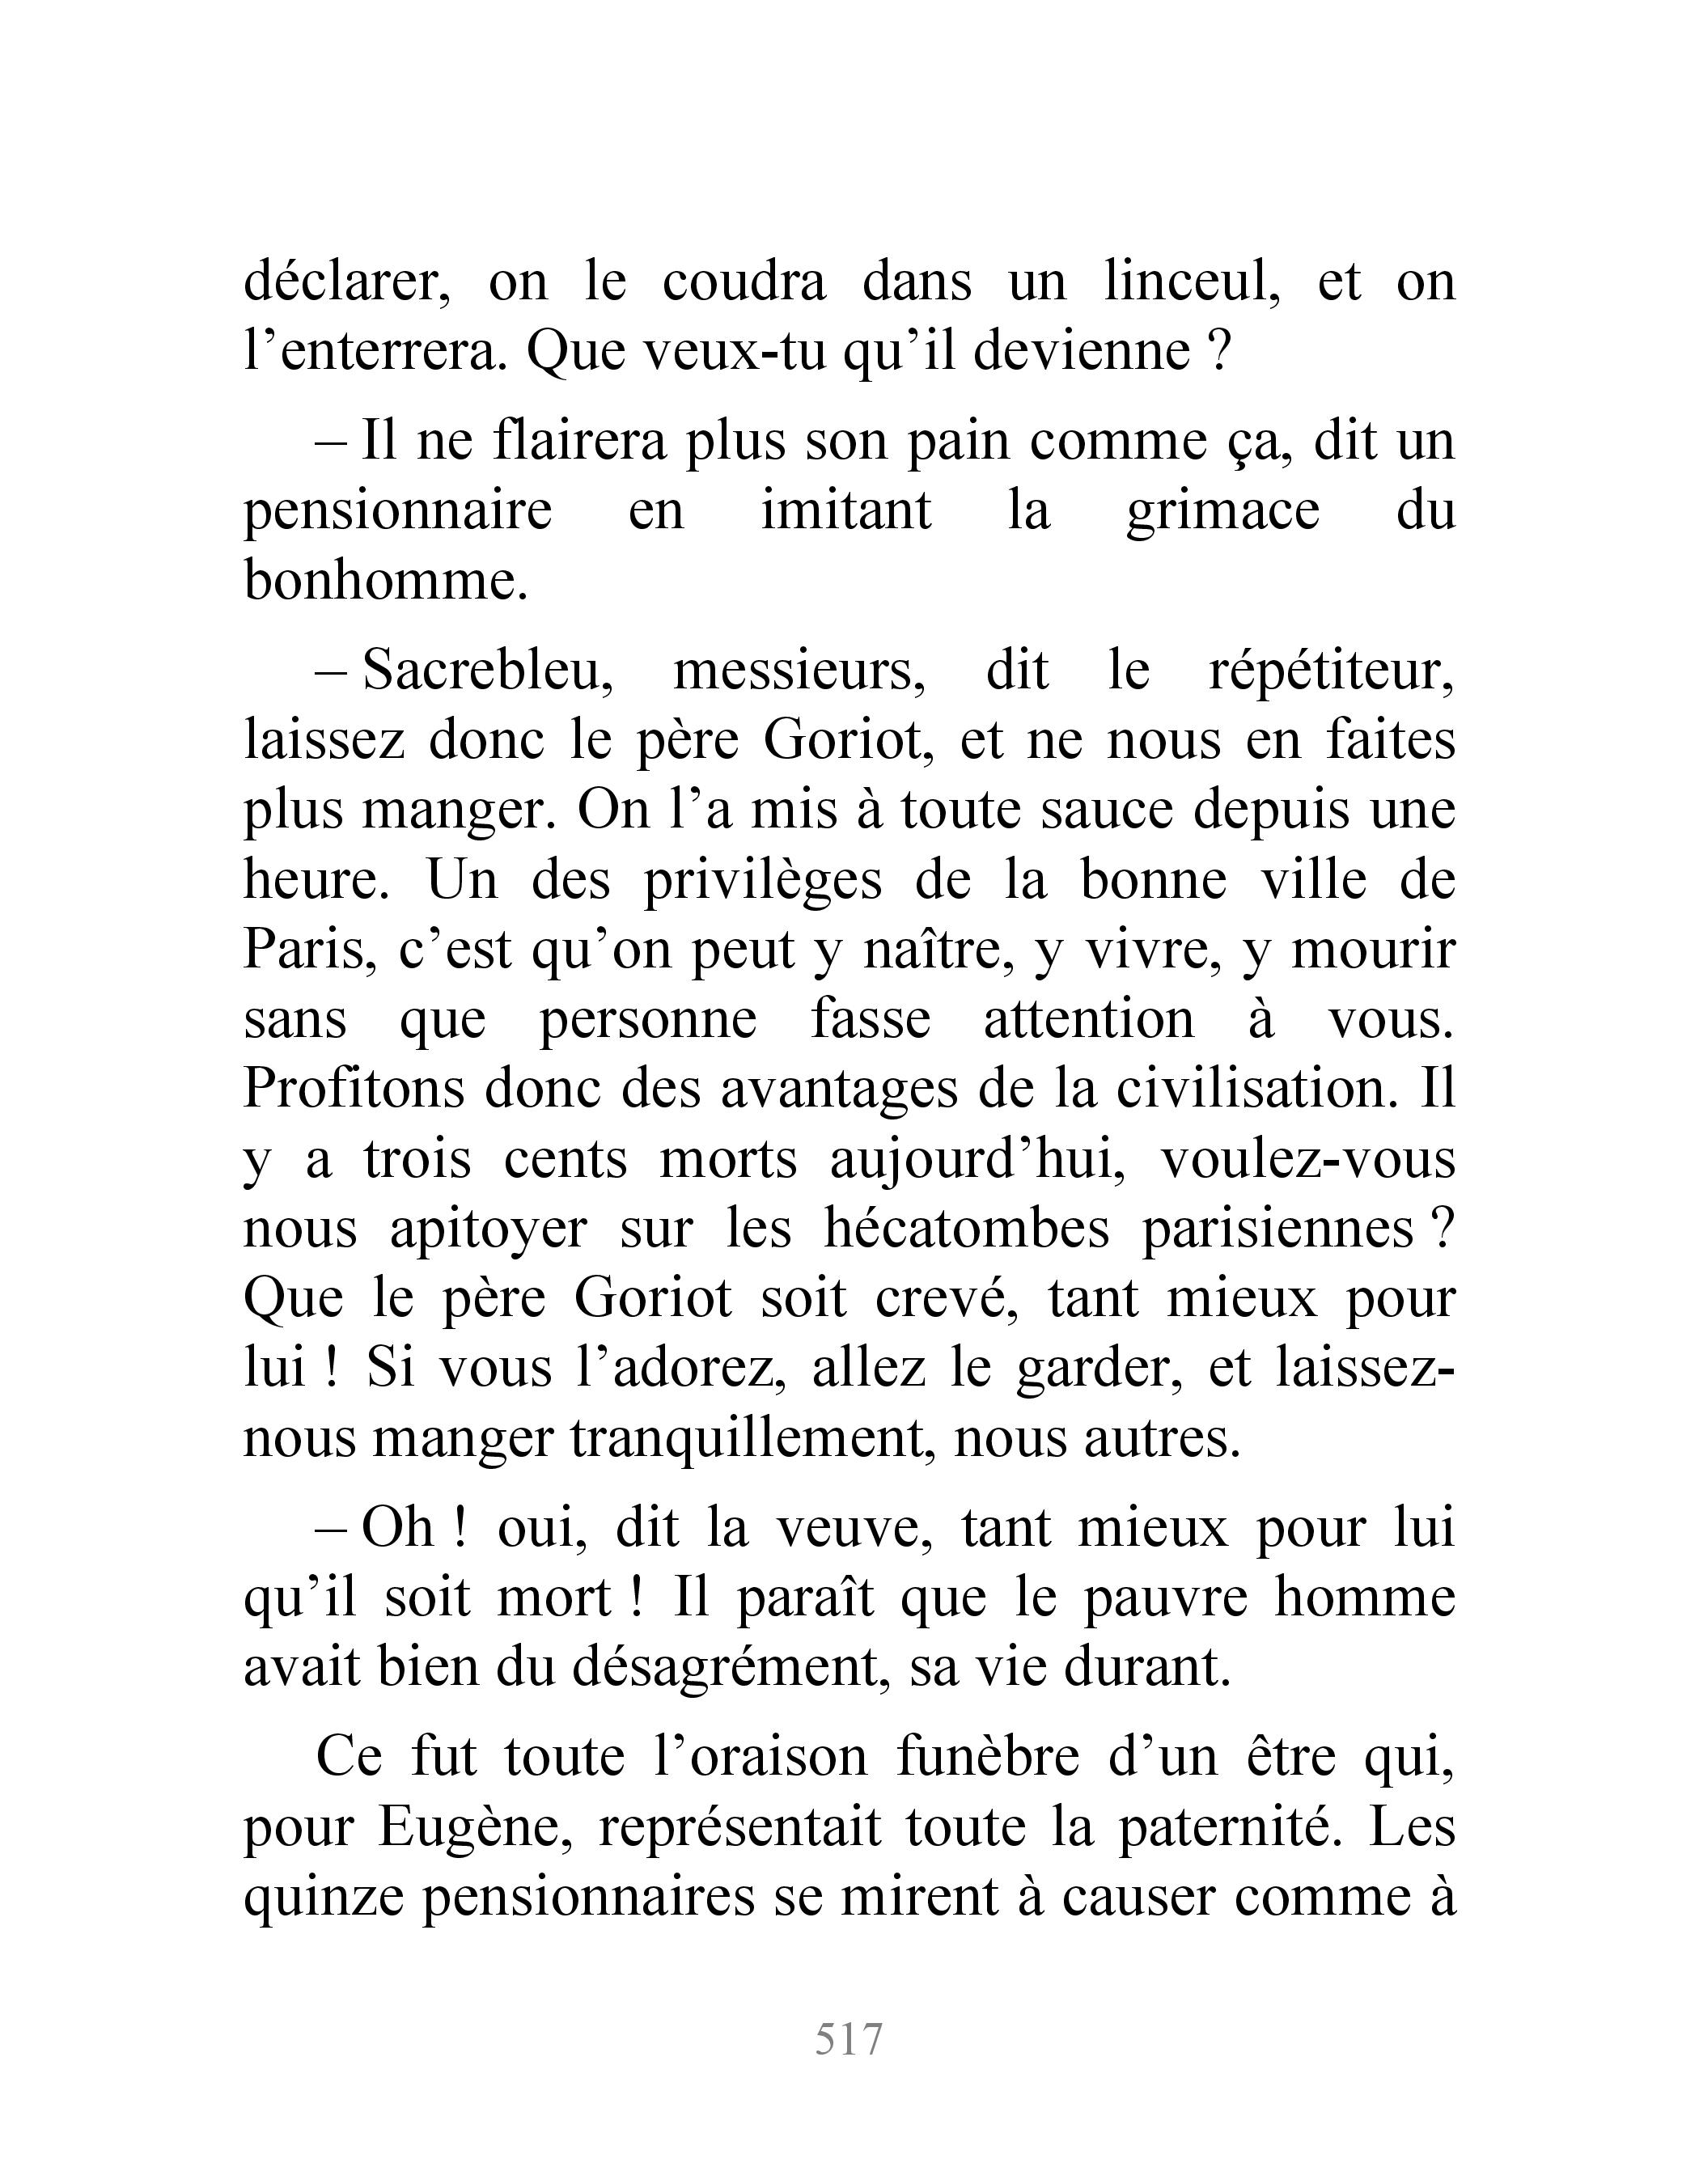 déclarer, on le coudra dans un linceul, et on
l’enterrera. Que veux-tu qu’il devienne ?
– Il ne flairera plus son pain comme ça, dit un
pensionnaire en imitant la grimace du
bonhomme.
– Sacrebleu, messieurs, dit le répétiteur,
laissez donc le père Goriot, et ne nous en faites
plus manger. On l’a mis à toute sauce depuis une
heure. Un des privilèges de la bonne ville de
Paris, c’est qu’on peut y naître, y vivre, y mourir
sans que personne fasse attention à vous.
Profitons donc des avantages de la civilisation. Il
y a trois cents morts aujourd’hui, voulez-vous
nous apitoyer sur les hécatombes parisiennes ?
Que le père Goriot soit crevé, tant mieux pour
lui ! Si vous l’adorez, allez le garder, et laissez-
nous manger tranquillement, nous autres.
– Oh ! oui, dit la veuve, tant mieux pour lui
qu’il soit mort ! Il paraît que le pauvre homme
avait bien du désagrément, sa vie durant.
Ce fut toute l’oraison funèbre d’un être qui,
pour Eugène, représentait toute la paternité. Les
quinze pensionnaires se mirent à causer comme à
517